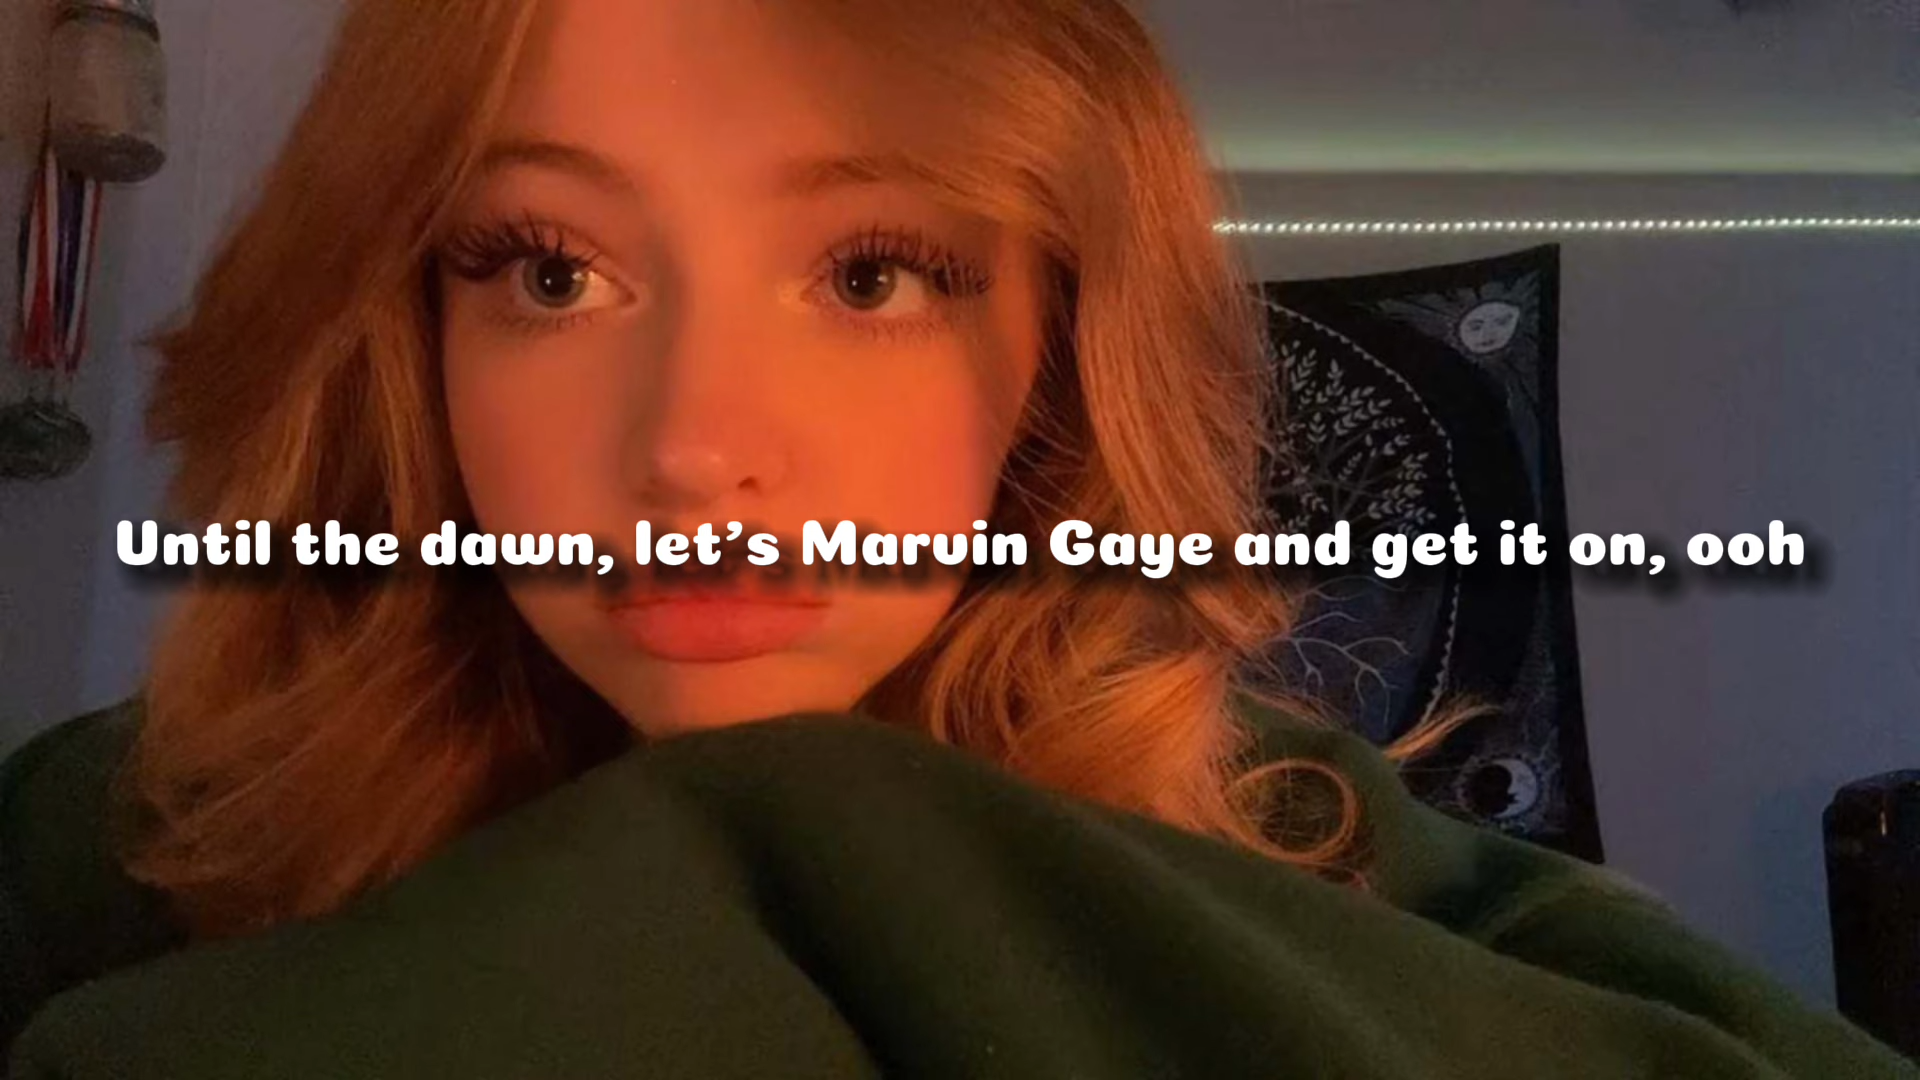 Until the dawn, let’s Marvin Gaye and get it on, ooh